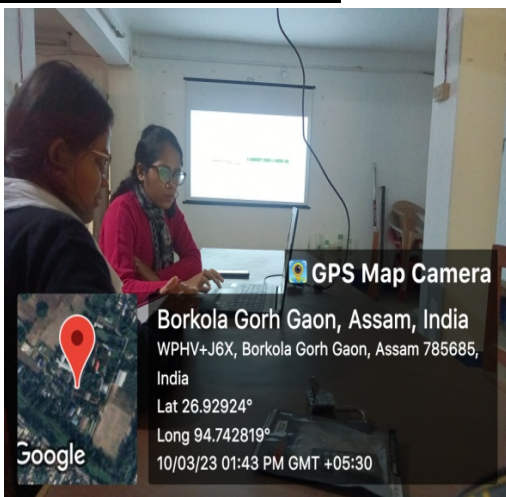 GPS Map Camera
Borkola Gorh Gaon, Assam, India
WPHV+J6X, Borkola Gorh Gaon, Assam 785685,
India
Lat 26.92924°
Long 94.742819°
10/03/23 01:43 PM GMT +05:30
Google